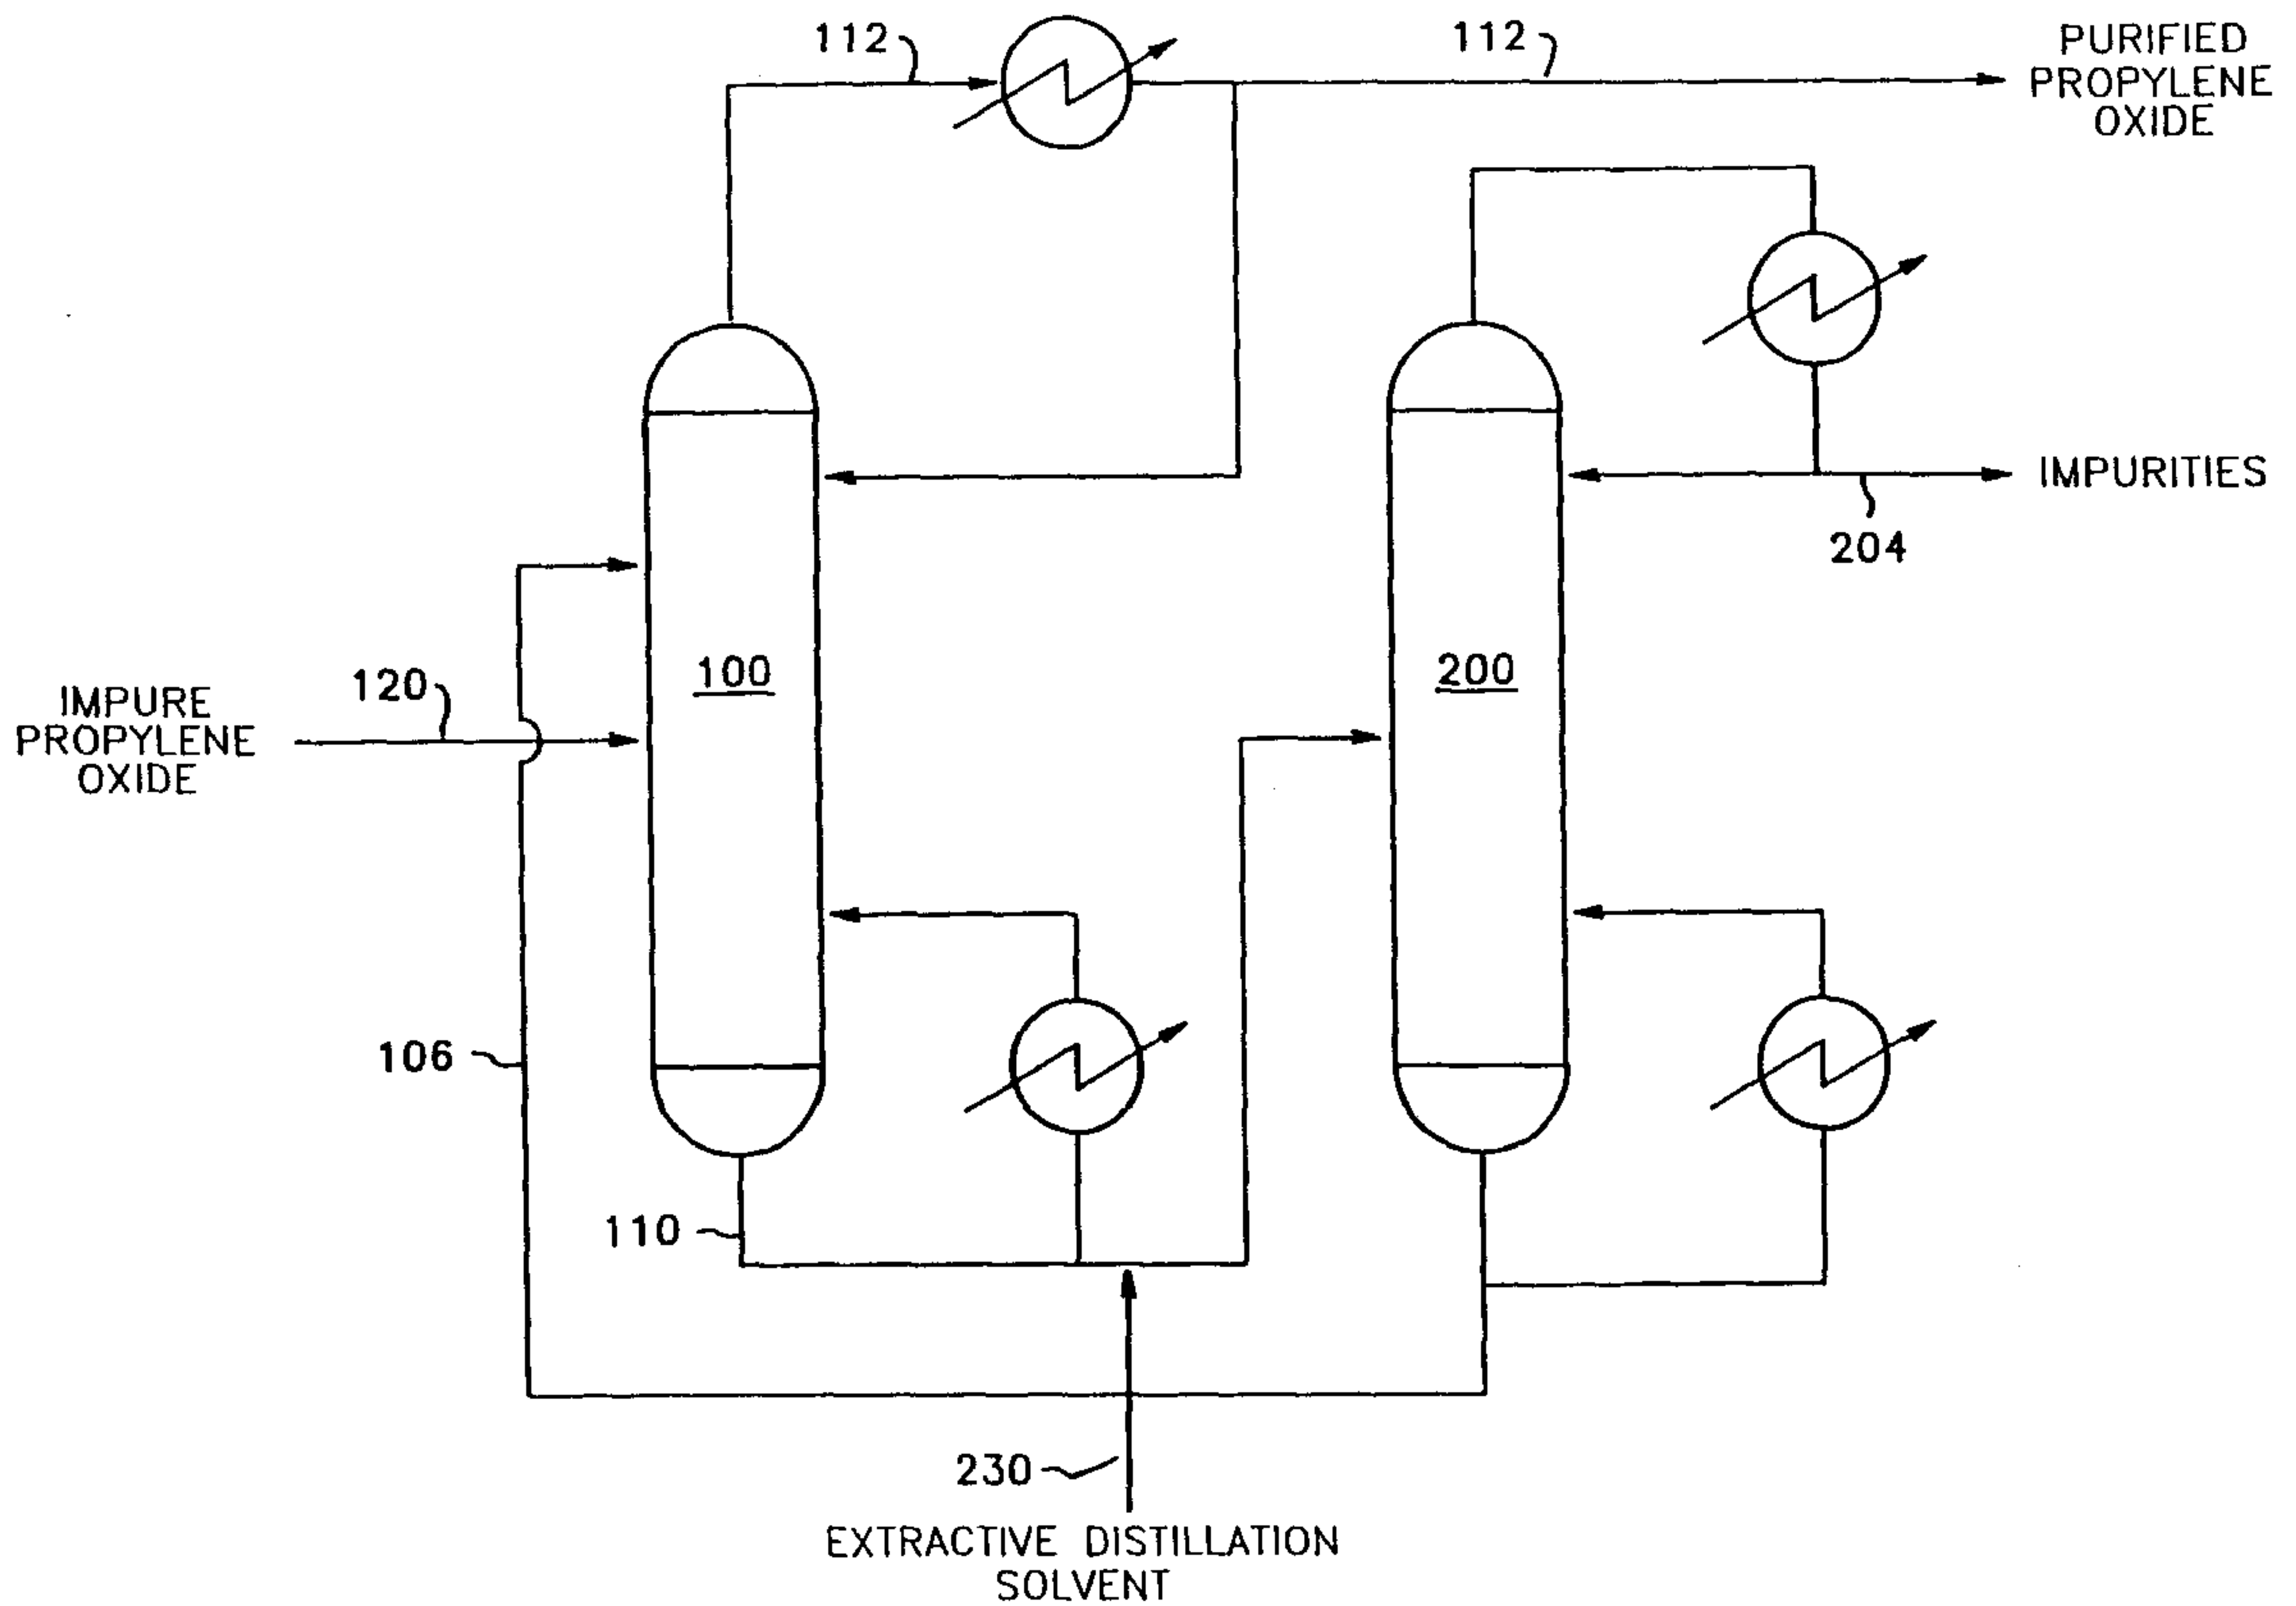 112
112
PURIFIED
PROPYLENE
OXIDE
IMPURITIES
204
120
IMPURE
PROPYLENE
OXIDE
100
200
106
110
230
EXTRACTIVE DISTILLATION
SOLVENT